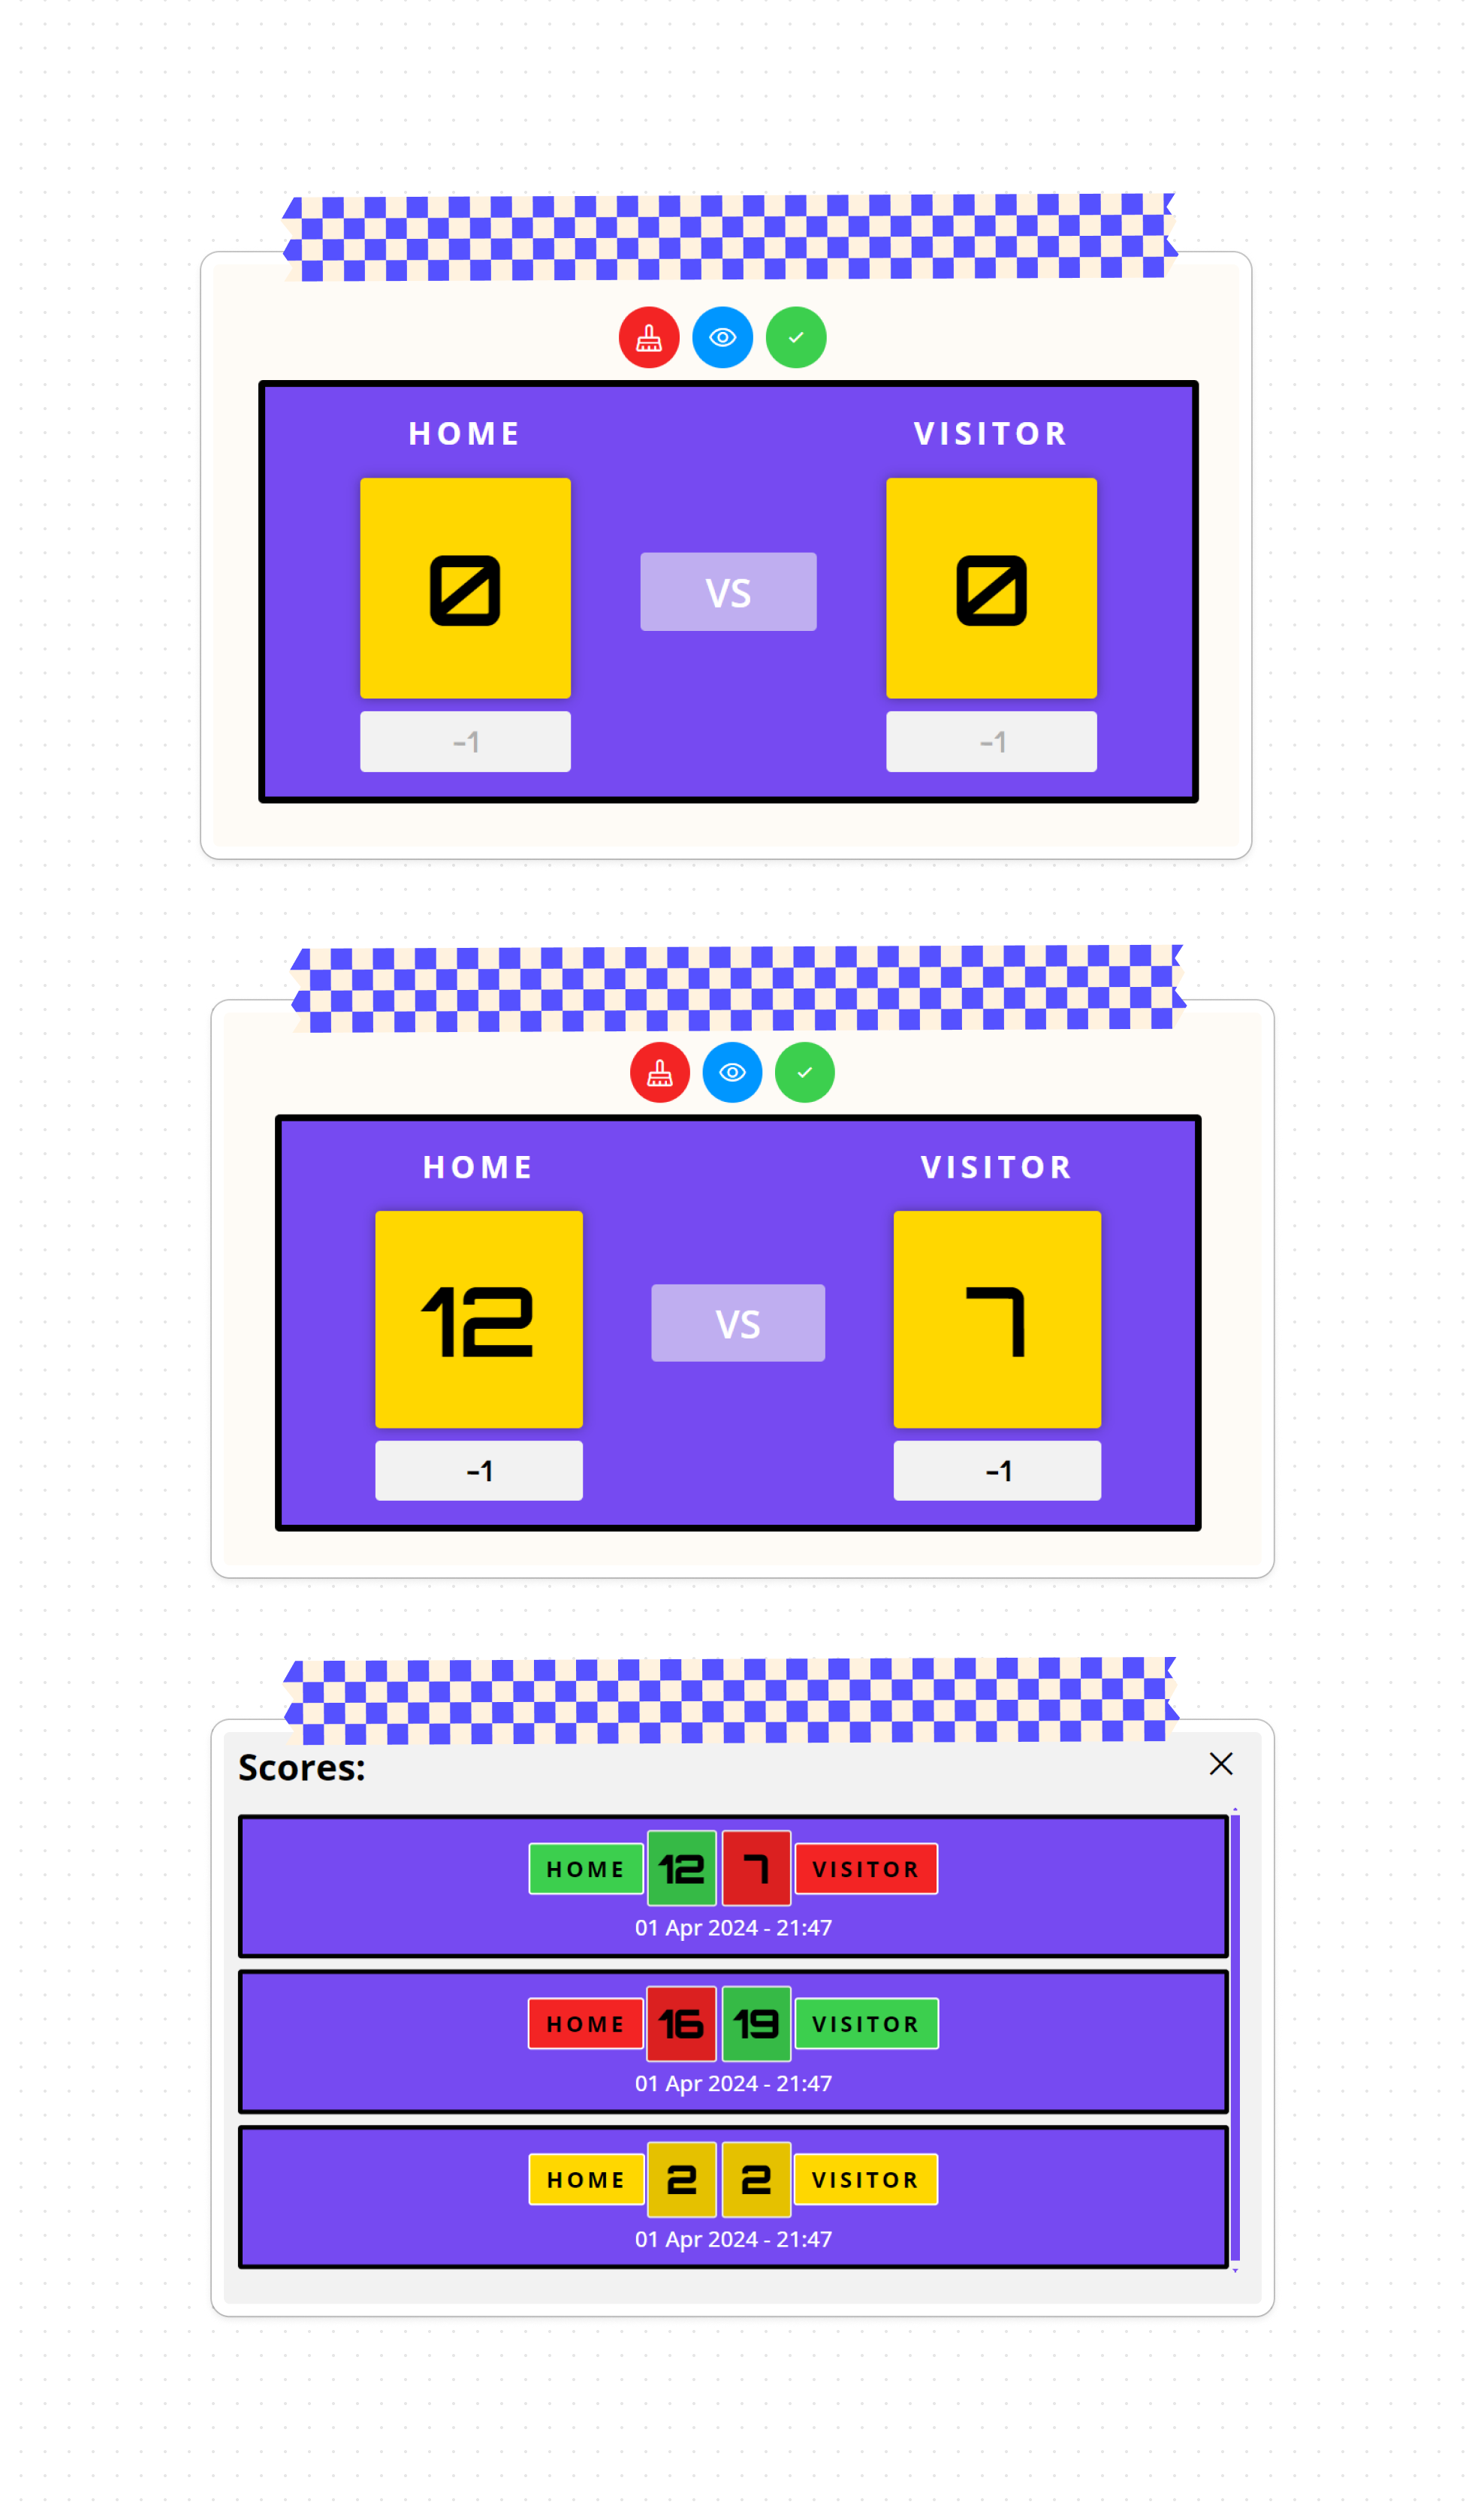 HOME VISITOR
0 VS 0
-1 -1
HOME VISITOR
12 VS 7
-1 -1
Scores:
HOME 12 7 VISITOR
01 Apr 2024 - 21:47
HOME 16 19 VISITOR
01 Apr 2024 - 21:47
HOME 2 2 VISITOR
01 Apr 2024 - 21:47